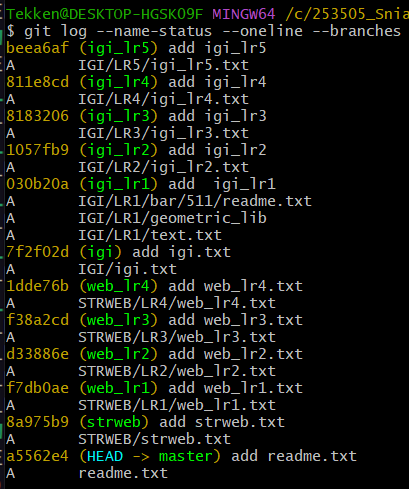 Tekken@DESKTOP-HGSKO9F MINGW64 /c/253505_Snia
$ git log --name-status --oneline --branches
beea6af (igi_lr5) add igi_lr5
A       IGI/LR5/igi_lr5.txt
811e8cd (igi_lr4) add igi_lr4
A       IGI/LR4/igi_lr4.txt
8183206 (igi_lr3) add igi_lr3
A       IGI/LR3/igi_lr3.txt
1057fb9 (igi_lr2) add igi_lr2
A       IGI/LR2/igi_lr2.txt
030b20a (igi_lr1) add  igi_lr1
A       IGI/LR1/bar/511/readme.txt
A       IGI/LR1/geometric_lib
A       IGI/LR1/text.txt
7f2f02d (igi) add igi.txt
A       IGI/igi.txt
1dde76b (web_lr4) add web_lr4.txt
A       STRWEB/LR4/web_lr4.txt
f38a2cd (web_lr3) add web_lr3.txt
A       STRWEB/LR3/web_lr3.txt
d33886e (web_lr2) add web_lr2.txt
A       STRWEB/LR2/web_lr2.txt
f7db0ae (web_lr1) add web_lr1.txt
A       STRWEB/LR1/web_lr1.txt
8a975b9 (strweb) add strweb.txt
A       STRWEB/strweb.txt
a5562e4 (HEAD -> master) add readme.txt
A       readme.txt